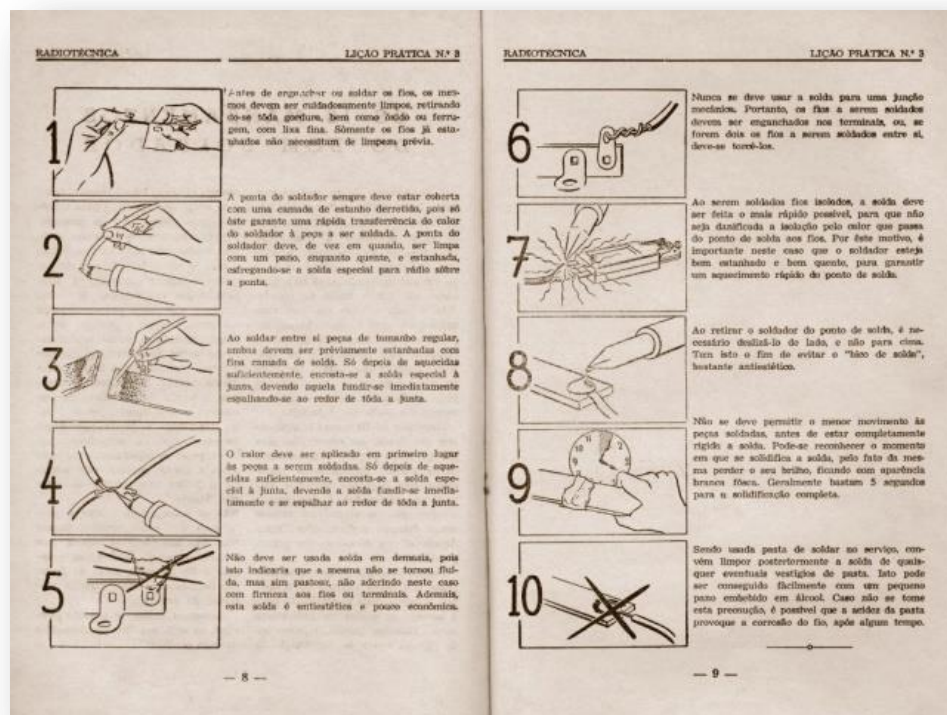 RADIOTÉCNICA
LIÇÃO PRÁTICA N.º 3
1
Antes de enganchar ou soldar os fios, os mes-
mos devem ser cuidadosamente limpos, retirando
do-se tôda gordura, bem como óxido ou ferru-
gem, com lixa fina. Sòmente os fios já esta-
nhados não necessitam de limpeza prévia.
2
A ponta do soldador sempre deve estar coberta
com uma camada de estanho derretido, pois só
êste garante uma rápida transferência do calor
do soldador à peça a ser soldada. A ponta do
soldador deve, de vez em quando, ser limpa
com um pano, enquanto quente, e estanhada,
esfregando-se a solda especial para rádio sôbre
a ponta.
3
Ao soldar entre si peças de tamanho regular,
ambas devem ser prèviamente estanhadas com
fina camada de solda. Só depois de aquecidas
suficientemente, encosta-se a solda especial à
junta, devendo aquela fundir-se imediatamente
espalhando-se ao redor de tôda a junta.
4
O calor deve ser aplicado em primeiro lugar
às peças a serem soldadas. Só depois de aque-
cidas suficientemente, encosta-se a solda espe-
cial à junta, devendo a solda fundir-se imedia-
tamente e se espalhar ao redor de tôda a junta.
5
Não deve ser usada solda em demasia, pois
isto indicaria que a mesma não se tornou flui-
da, mas sim pastosa, não aderindo neste caso
com firmeza aos fios ou terminais. Ademais,
esta solda é antiestética e pouco econômica.
— 8 —
RADIOTÉCNICA
LIÇÃO PRÁTICA N.º 3
6
Nunca se deve usar a solda para uma junção
mecânica. Portanto, os fios a serem soldados
devem ser enganchados nos terminais, ou, se
forem dois os fios a serem soldados entre si,
deve-se torcê-los.
7
Ao serem soldados fios isolados, a solda deve
ser feita o mais rápido possível, para que não
seja danificada a isolação pelo calor que passa
do ponto de solda aos fios. Por êste motivo, é
importante neste caso que o soldador esteja
bem estanhado e bem quente, para garantir
um aquecimento rápido do ponto de solda.
8
Ao retirar o soldador do ponto de solda, é ne-
cessário deslizá-lo de lado, e não para cima.
Tem isto o fim de evitar o "bico de solda",
bastante antiestético.
9
Não se deve permitir o menor movimento às
peças soldadas, antes de estar completamente
rígida a solda. Pode-se reconhecer o momento
em que se solidifica a solda, pelo fato da mes-
ma perder o seu brilho, ficando com aparência
branca fôsca. Geralmente bastam 5 segundos
para a solidificação completa.
10
Sendo usada pasta de soldar no serviço, con-
vém limpar posteriormente a solda de quais-
quer eventuais vestígios de pasta. Isto pode
ser conseguido fàcilmente com um pequeno
pano embebido em álcool. Caso não se tome
esta precaução, é possível que a acidez da pasta
provoque a corrosão do fio, após algum tempo.
— 9 —